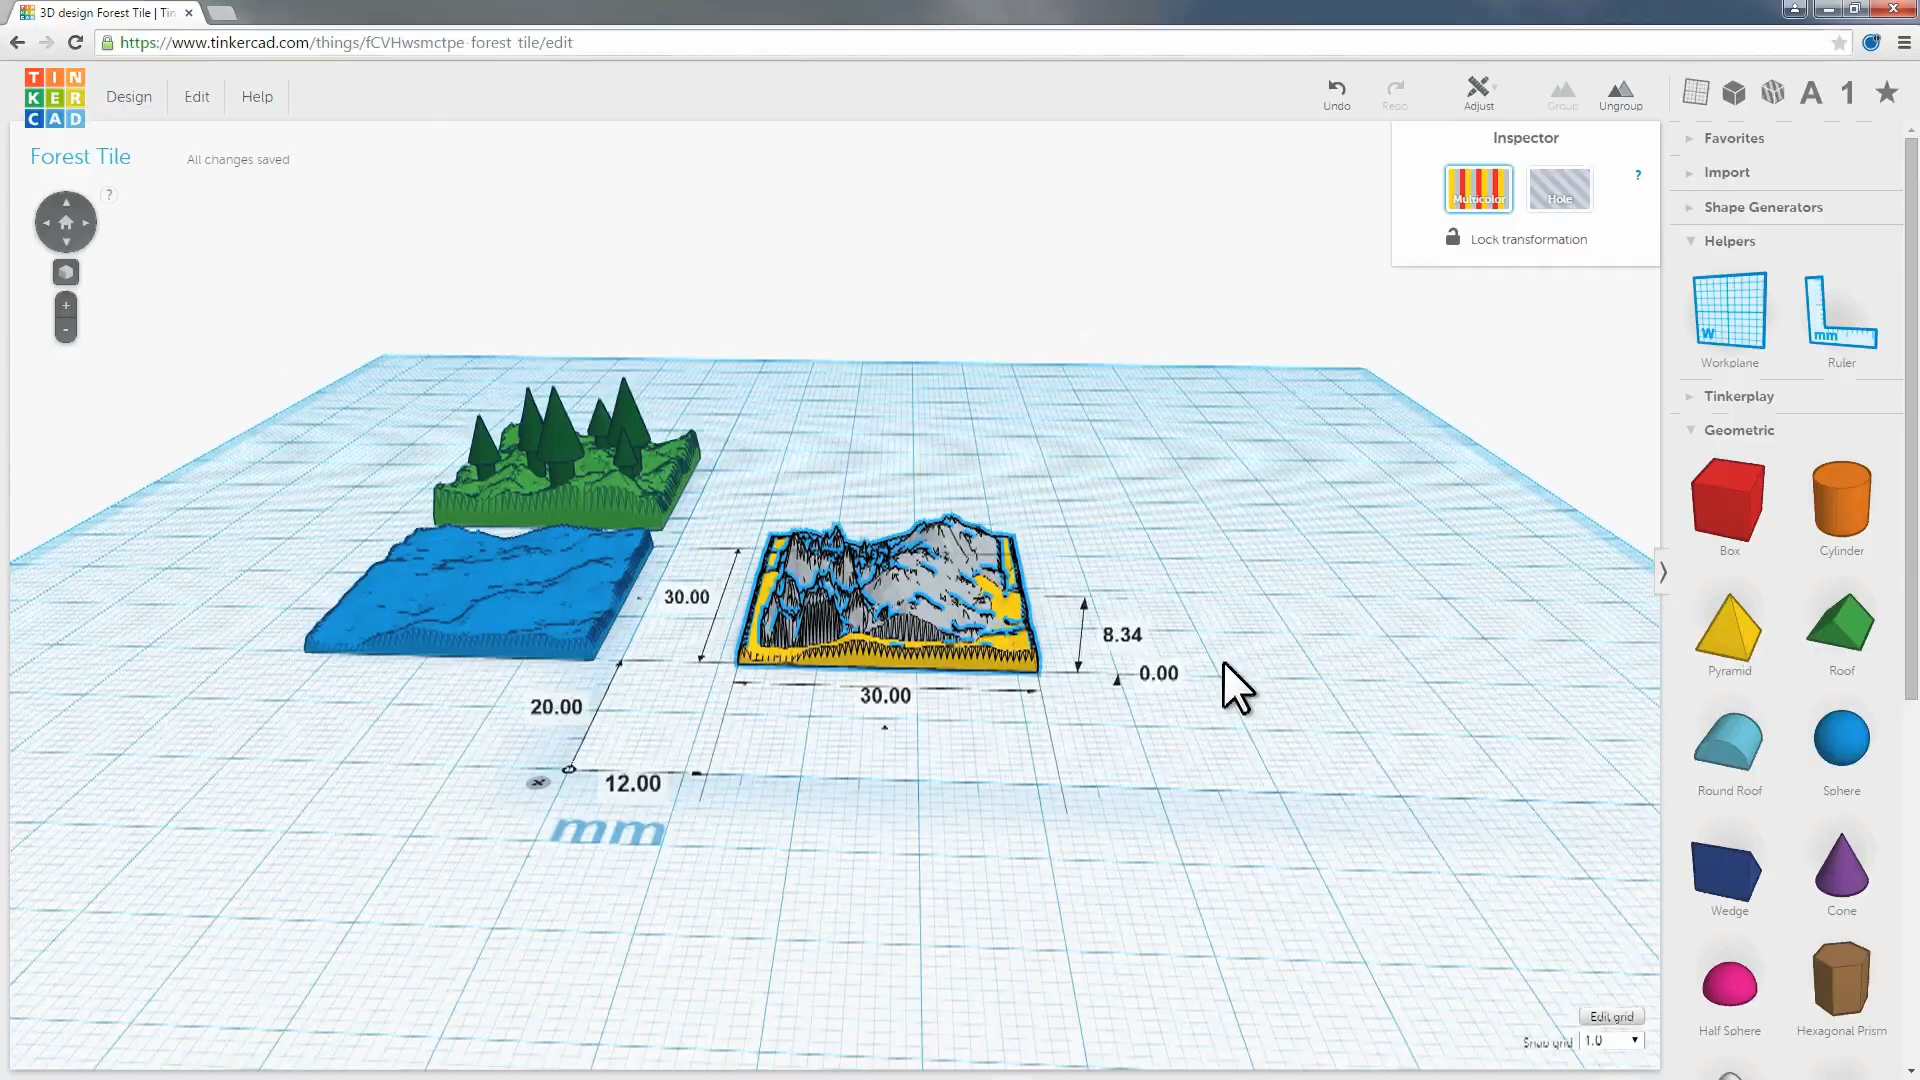 3D design Forest Tile | Tin
https://www.tinkercad.com/things/fCVHwsmctpe-forest tile/edit
TIN
KER
CAD
Design
Edit
Help
Undo
Redo
Adjust
Group
Ungroup
A
1
Forest Tile
All changes saved
?
Inspector
Multicolor
Hole
?
Lock transformation
Favorites
Import
Shape Generators
Helpers
W
mm
Workplane
Ruler
Tinkerplay
Geometric
Box
Cylinder
Pyramid
Roof
Round Roof
Sphere
Wedge
Cone
Half Sphere
Hexagonal Prism
30.00
8.34
0.00
30.00
20.00
12.00
mm
Edit grid
Snap grid
1.0